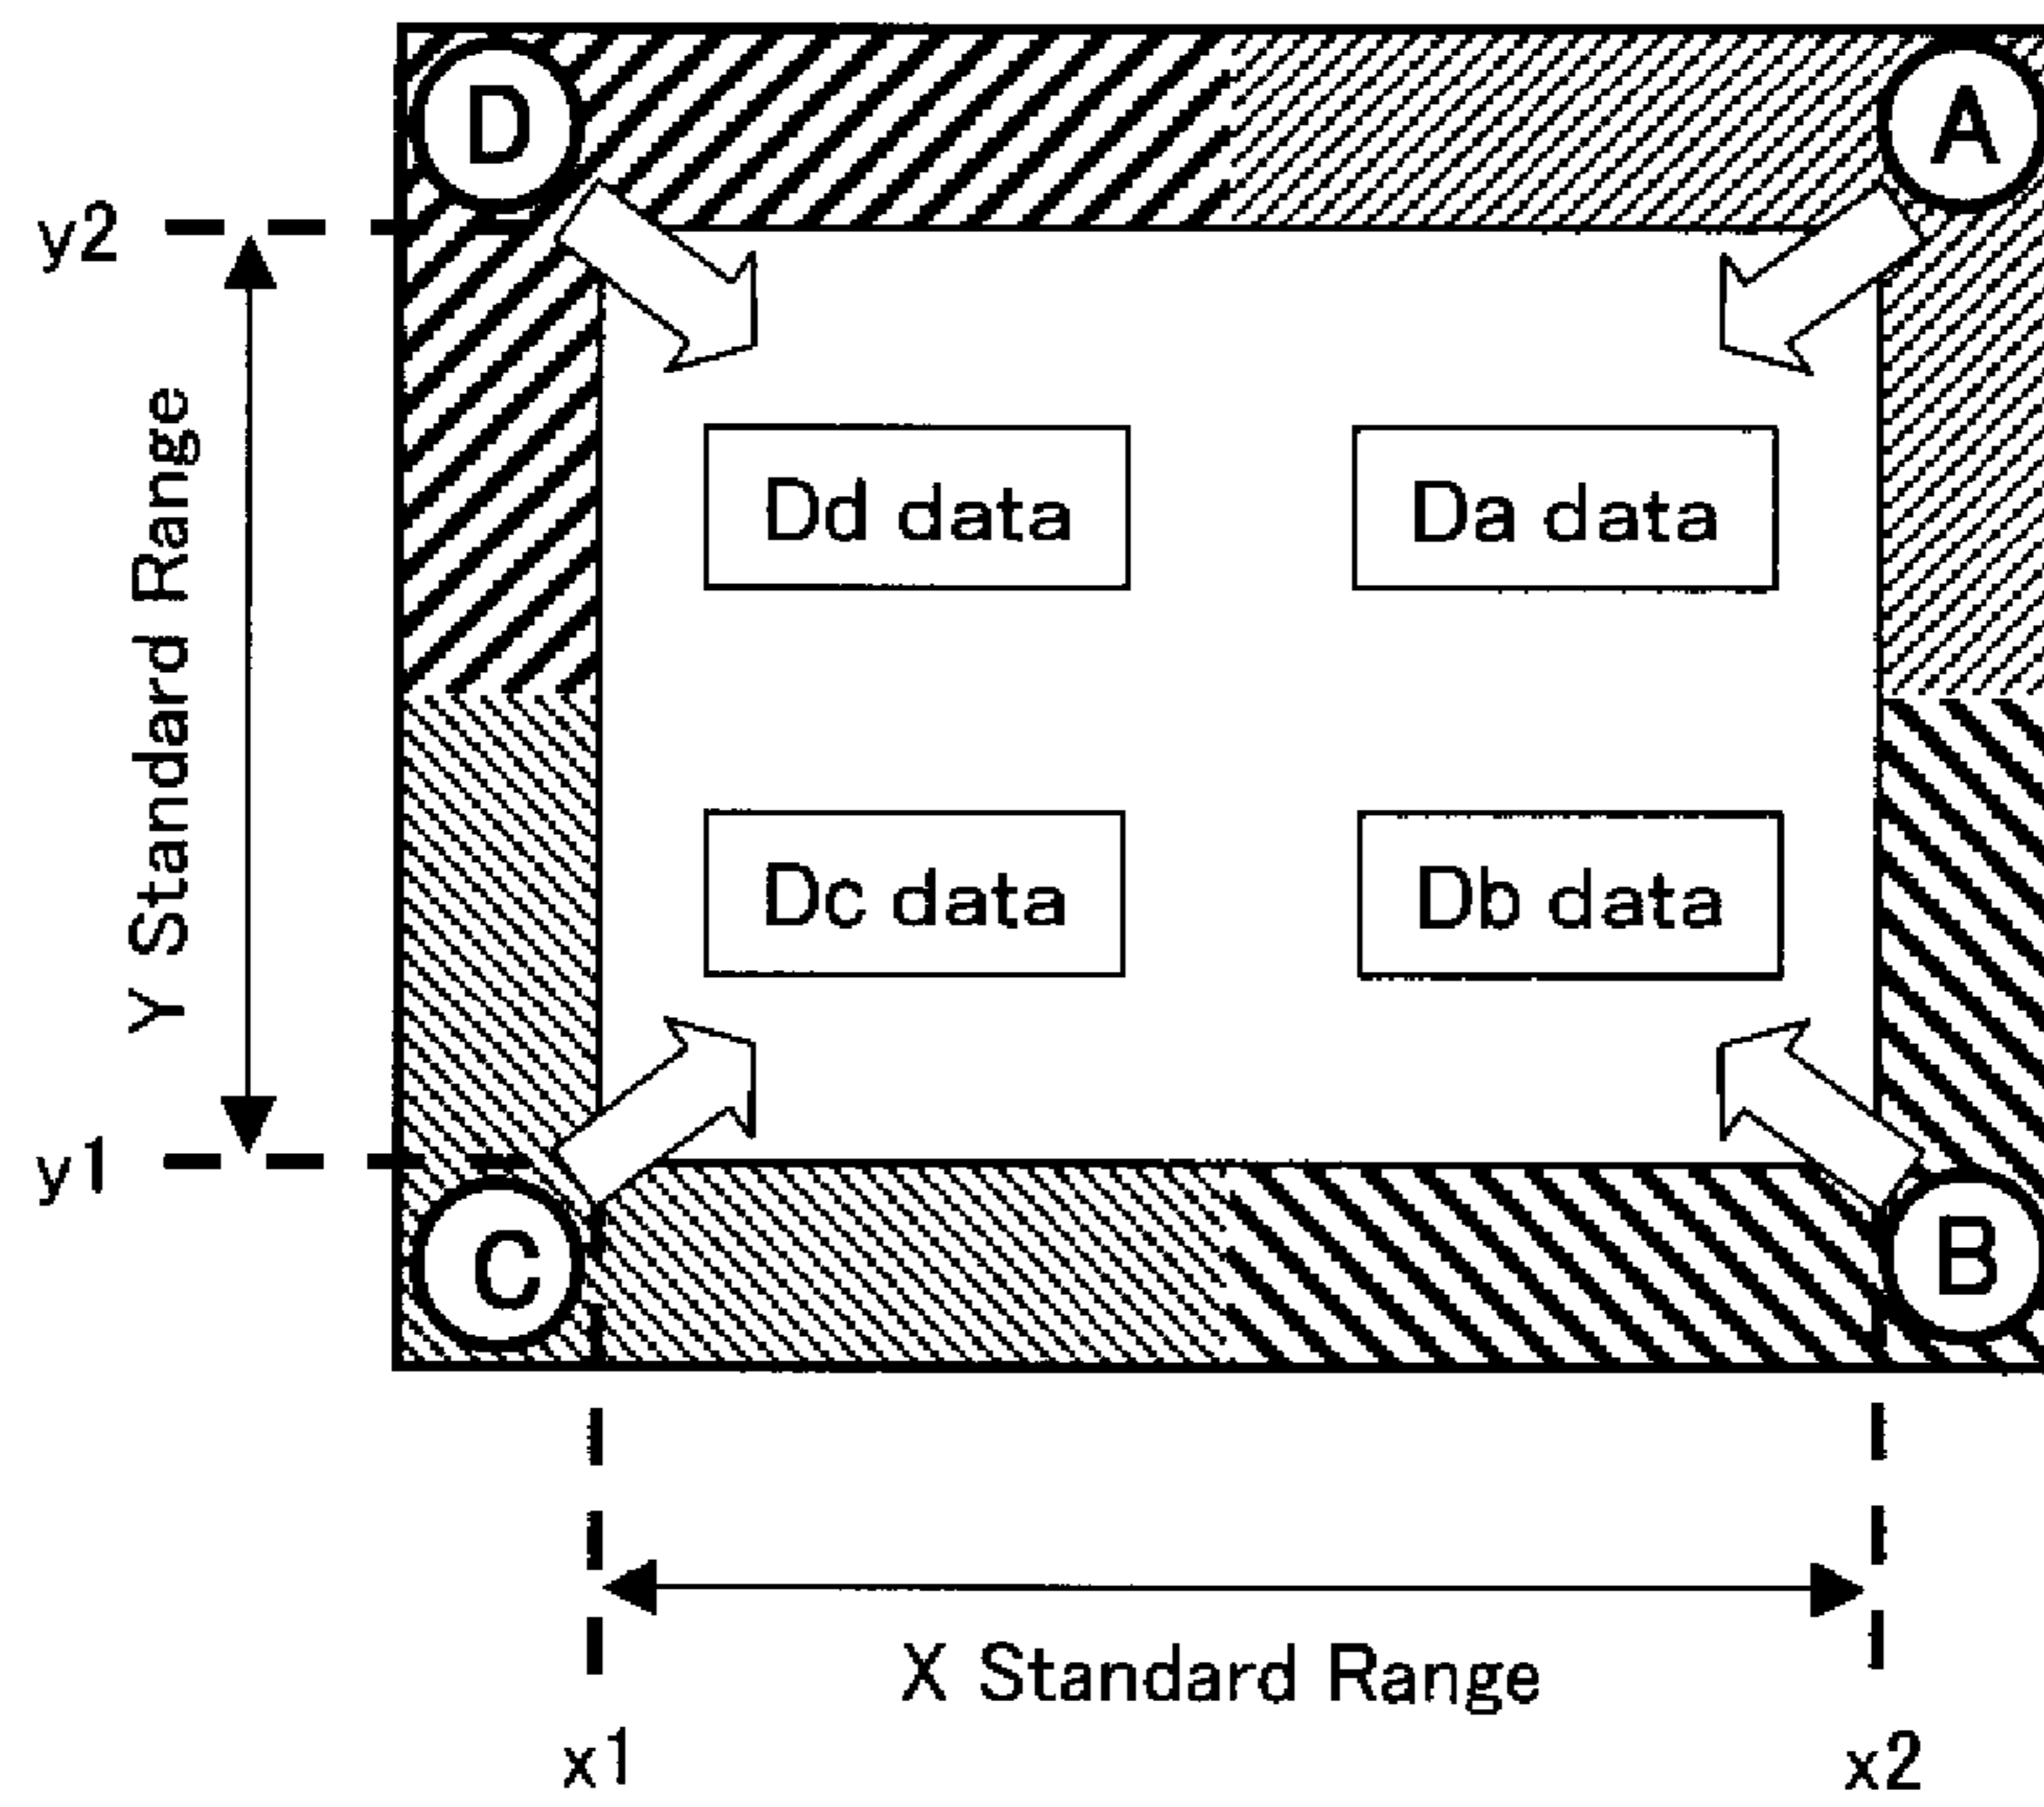 D
A
y2
Dd data
Da data
Y Standard Range
Dc data
Db data
y1
C
B
X Standard Range
x1
x2